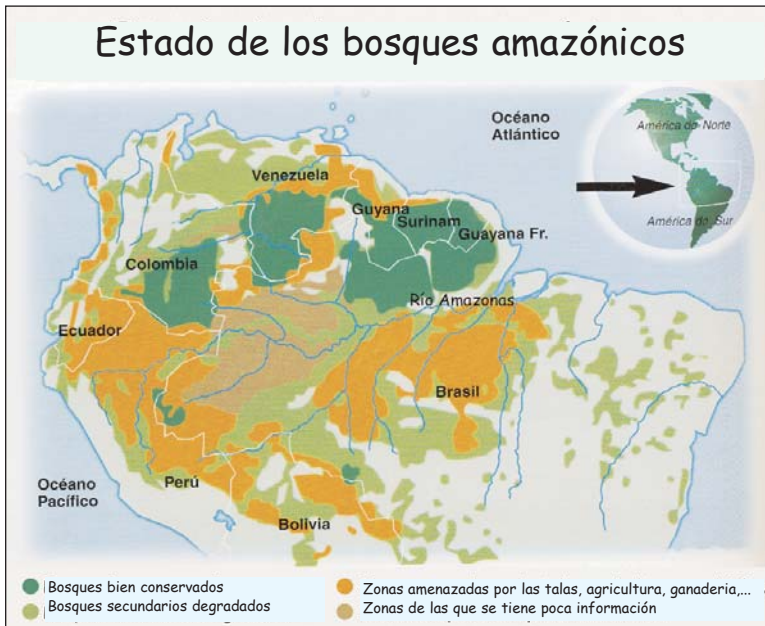 Estado de los bosques amazónicos
Océano
Atlántico
América do Norte
América do Sur
Venezuela
Guyana
Surinam
Guayana Fr.
Colombia
Río Amazonas
Ecuador
Brasil
Océano
Pacífico
Perú
Bolivia
Bosques bien conservados
Bosques secundarios degradados
Zonas amenazadas por las talas, agricultura, ganaderia,...
Zonas de las que se tiene poca información